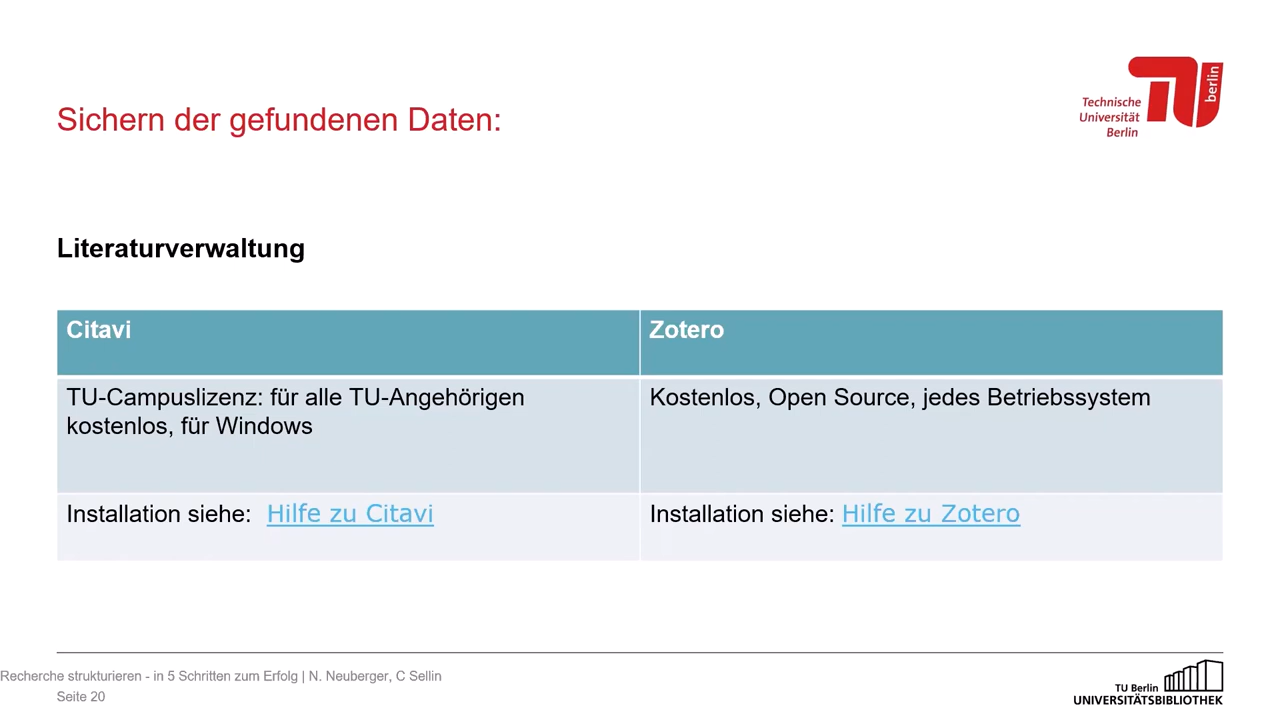 Sichern der gefundenen Daten:
Technische
Universität
Berlin
berlin
Literaturverwaltung
Citavi
Zotero
TU-Campuslizenz: für alle TU-Angehörigen
kostenlos, für Windows
Kostenlos, Open Source, jedes Betriebssystem
Installation siehe: Hilfe zu Citavi
Installation siehe: Hilfe zu Zotero
Recherche strukturieren - in 5 Schritten zum Erfolg | N. Neuberger, C Sellin
Seite 20
TU Berlin
UNIVERSITÄTSBIBLIOTHEK